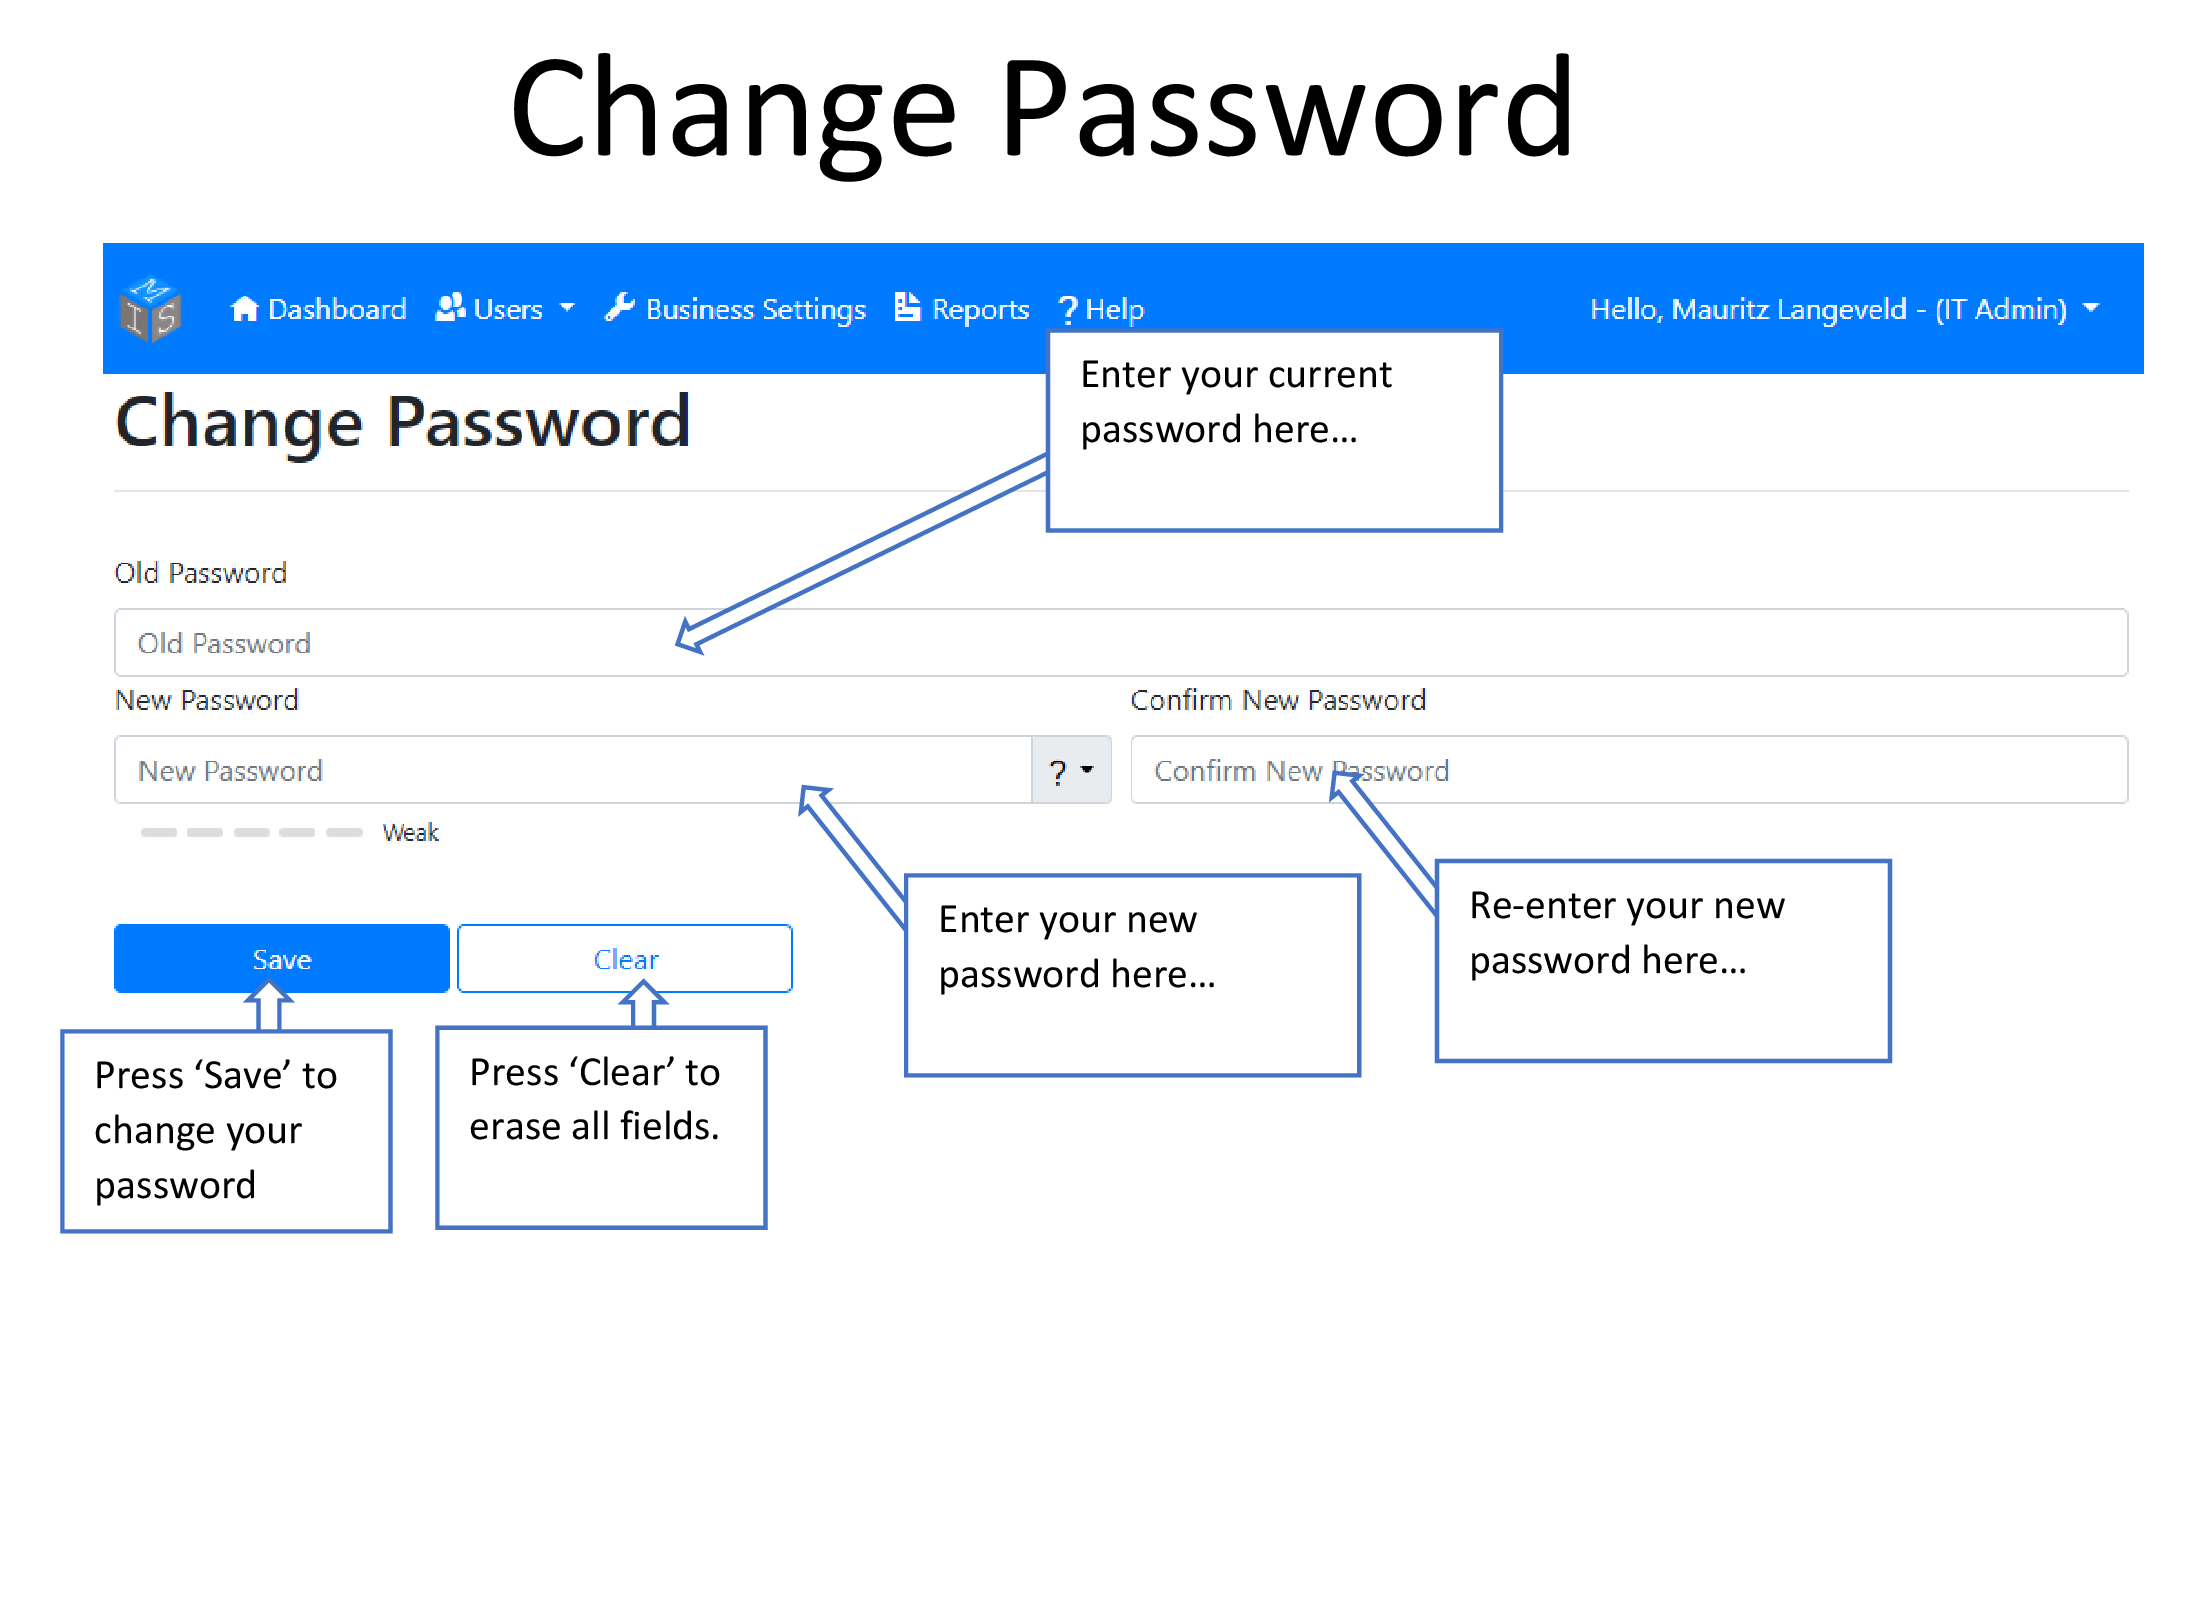 Change Password
MIS
Dashboard Users Business Settings Reports ? Help Hello, Mauritz Langeveld - (IT Admin)
Enter your current
password here...
Change Password
Old Password
Old Password
New Password Confirm New Password
New Password ? Confirm New Password
Weak
Enter your new
password here...
Re-enter your new
password here...
Save Clear
Press ‘Save’ to
change your
password
Press ‘Clear’ to
erase all fields.